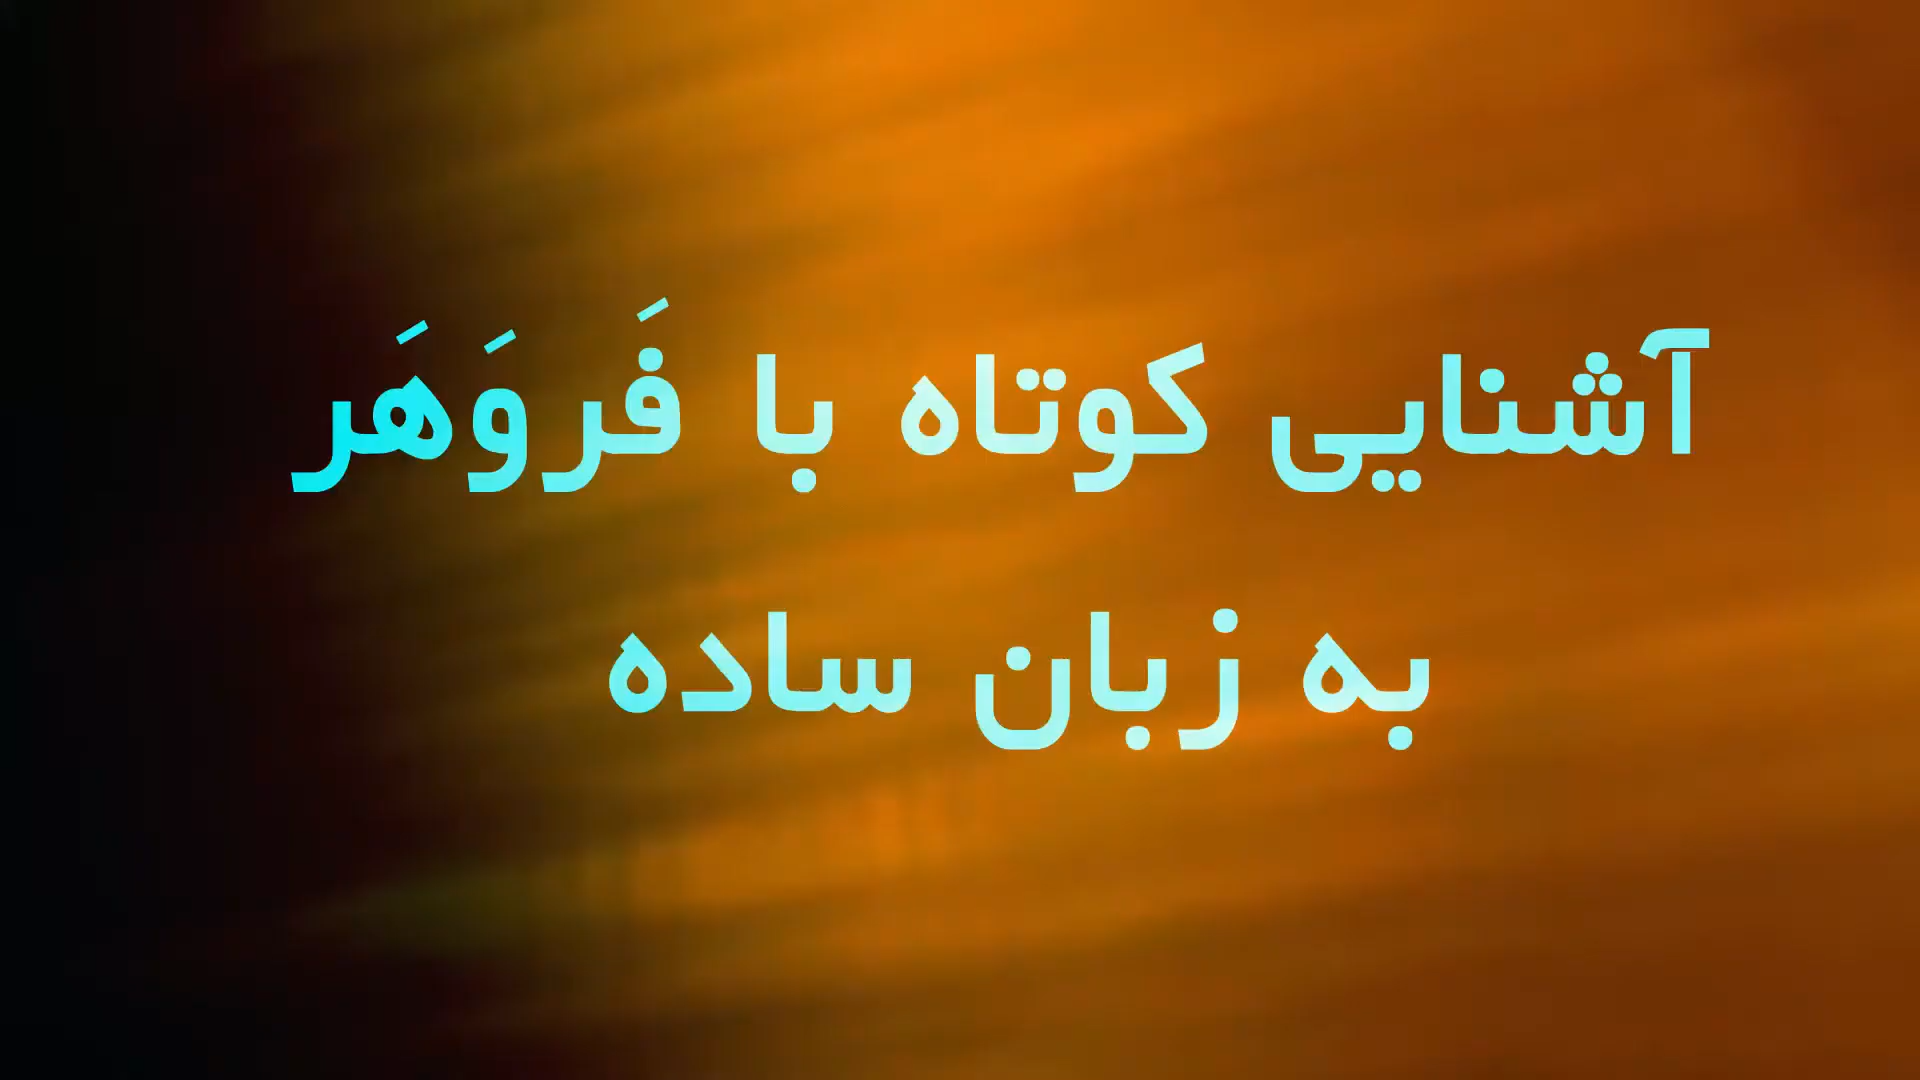 آشنایی کوتاه با فَروَهَر
به زبان ساده